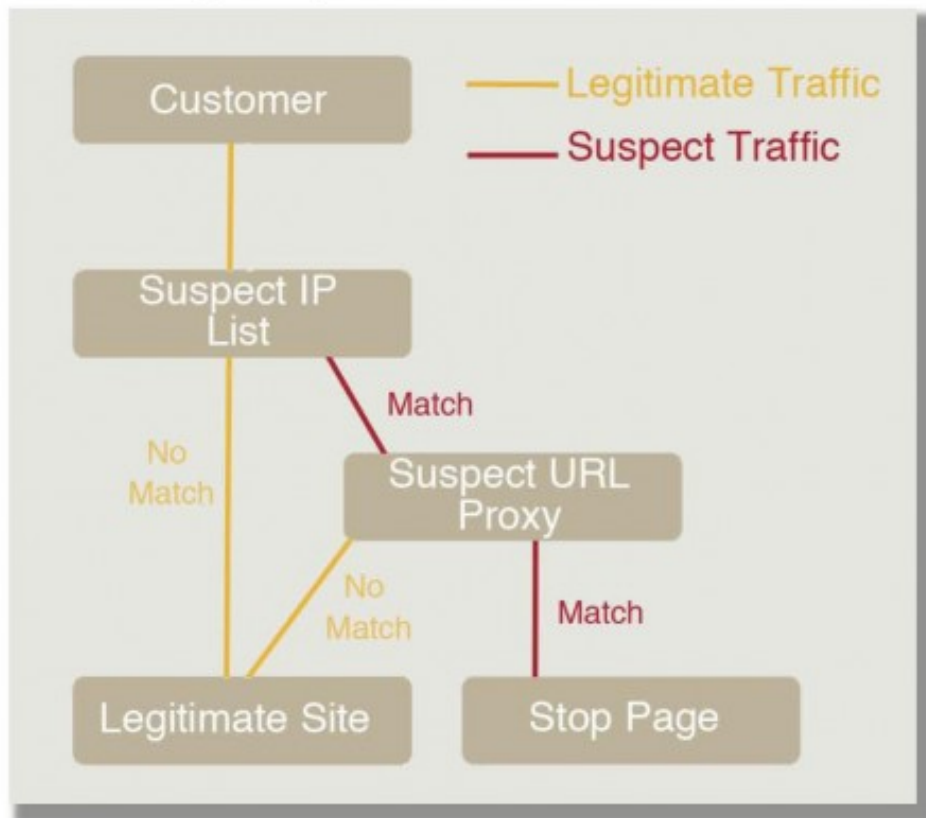 Customer
Legitimate Traffic
Suspect Traffic
Suspect IP
List
Match
No
Match
Suspect URL
Proxy
No
Match
Match
Legitimate Site
Stop Page